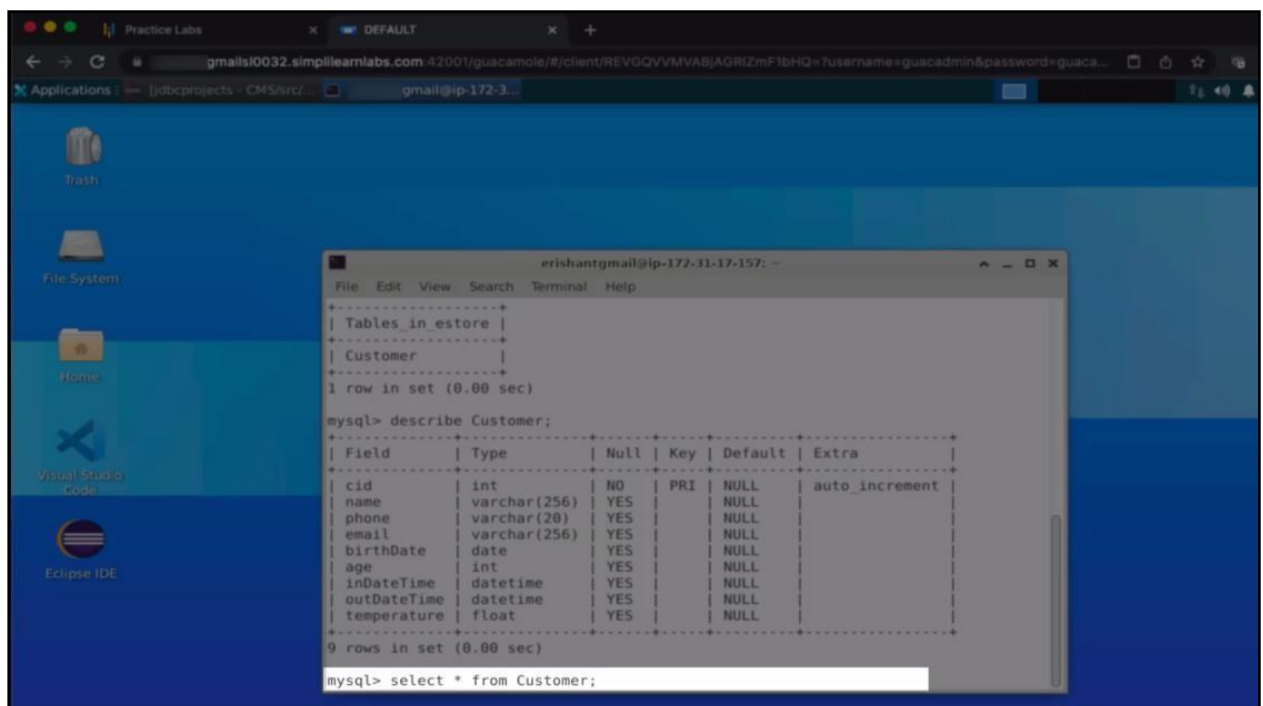 Practice Labs × DEFAULT × +
gmailsl0032.simplilearnlabs.com:42001/guacamole/#/client/REVGQVVMVABjAGRlZmF1bHQ=?username=guacadmin&password=guaca...
Applications [jdbcprojects - CMS/src/... gmail@ip-172-3...
Trash
File System
Home
Visual Studio
Code
Eclipse IDE
erishantgmail@ip-172-31-17-157: ~
File Edit View Search Terminal Help
+------------------+
| Tables_in_estore |
+------------------+
| Customer |
+------------------+
1 row in set (0.00 sec)
mysql> describe Customer;
+-------------+--------------+------+-----+---------+----------------+
| Field | Type | Null | Key | Default | Extra |
+-------------+--------------+------+-----+---------+----------------+
| cid | int | NO | PRI | NULL | auto_increment |
| name | varchar(256) | YES | | NULL | |
| phone | varchar(20) | YES | | NULL | |
| email | varchar(256) | YES | | NULL | |
| birthDate | date | YES | | NULL | |
| age | int | YES | | NULL | |
| inDateTime | datetime | YES | | NULL | |
| outDateTime | datetime | YES | | NULL | |
| temperature | float | YES | | NULL | |
+-------------+--------------+------+-----+---------+----------------+
9 rows in set (0.00 sec)
mysql> select * from Customer;